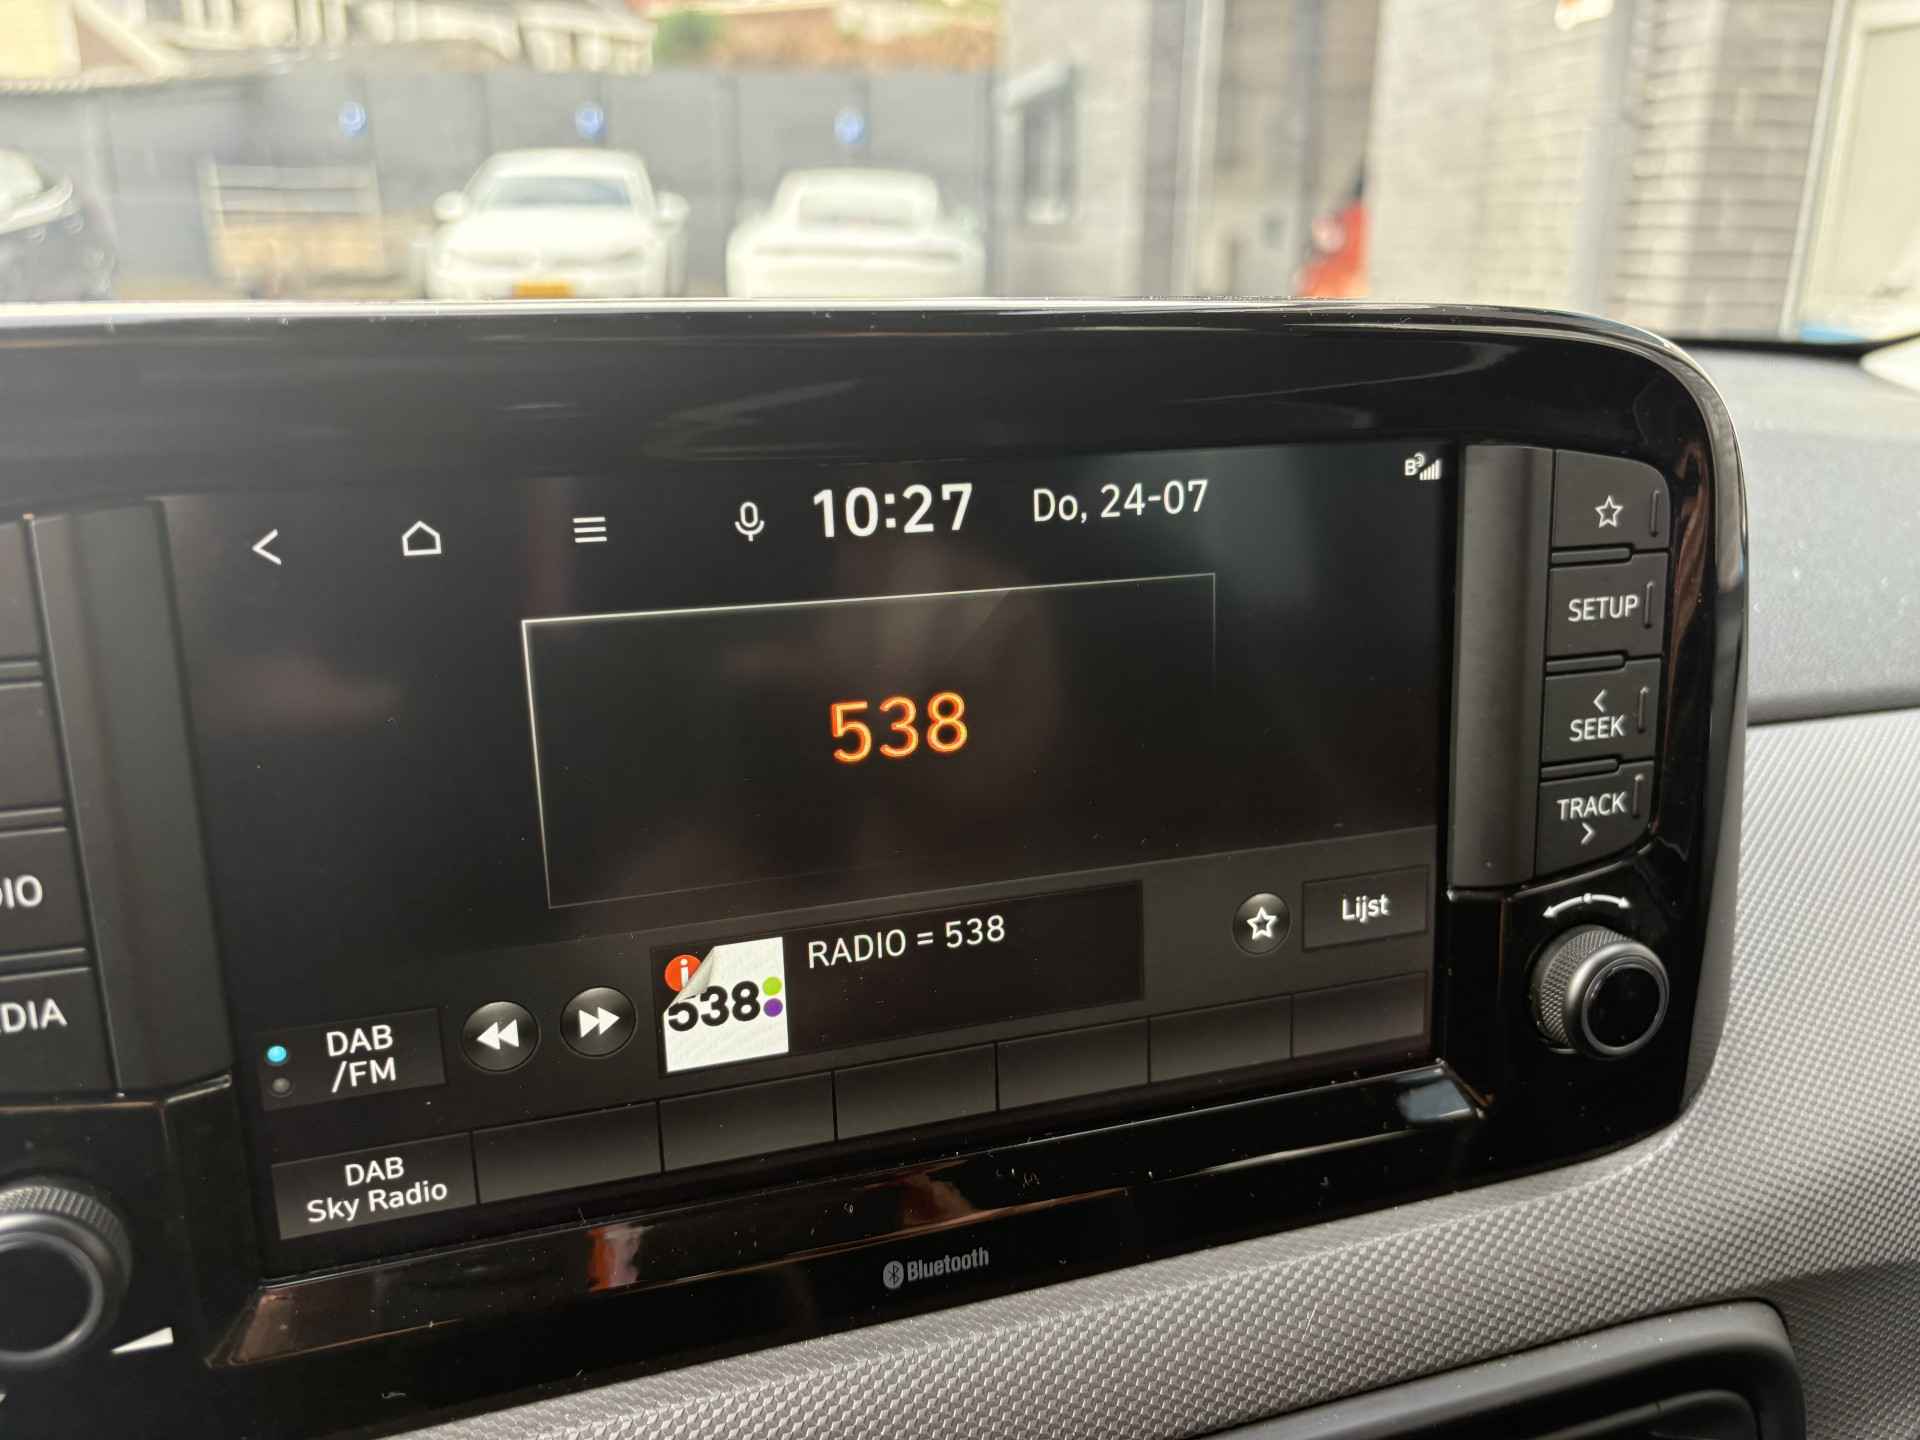 10:27
Do, 24-07
B
538
RADIO = 538
538
i
Lijst
DAB
/FM
DAB
Sky Radio
SETUP
SEEK
TRACK
DIO
DIA
Bluetooth